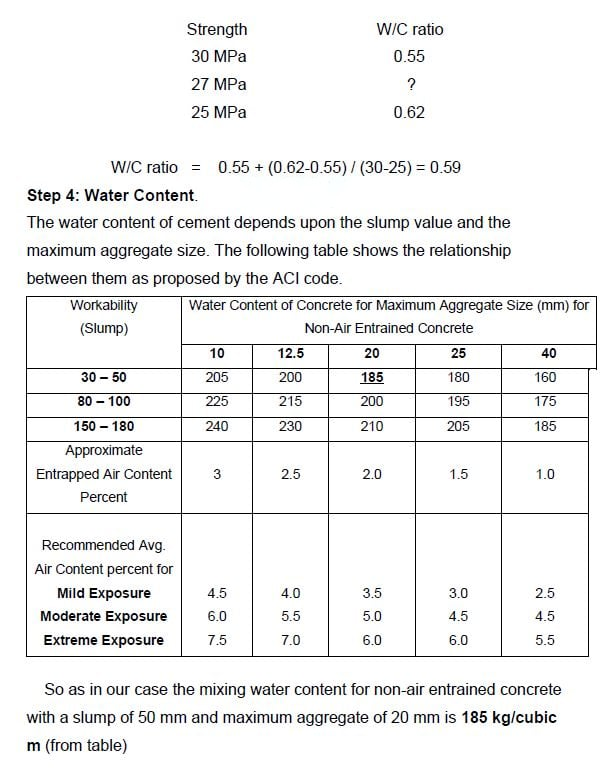 Strength W/C ratio
30 MPa 0.55
27 MPa ?
25 MPa 0.62
W/C ratio = 0.55 + (0.62-0.55) / (30-25) = 0.59
Step 4: Water Content.
The water content of cement depends upon the slump value and the
maximum aggregate size. The following table shows the relationship
between them as proposed by the ACI code.
Workability Water Content of Concrete for Maximum Aggregate Size (mm) for
(Slump) Non-Air Entrained Concrete
10 12.5 20 25 40
30 – 50 205 200 185 180 160
80 – 100 225 215 200 195 175
150 – 180 240 230 210 205 185
Approximate
Entrapped Air Content 3 2.5 2.0 1.5 1.0
Percent
Recommended Avg.
Air Content percent for
Mild Exposure 4.5 4.0 3.5 3.0 2.5
Moderate Exposure 6.0 5.5 5.0 4.5 4.5
Extreme Exposure 7.5 7.0 6.0 6.0 5.5
So as in our case the mixing water content for non-air entrained concrete
with a slump of 50 mm and maximum aggregate of 20 mm is 185 kg/cubic
m (from table)